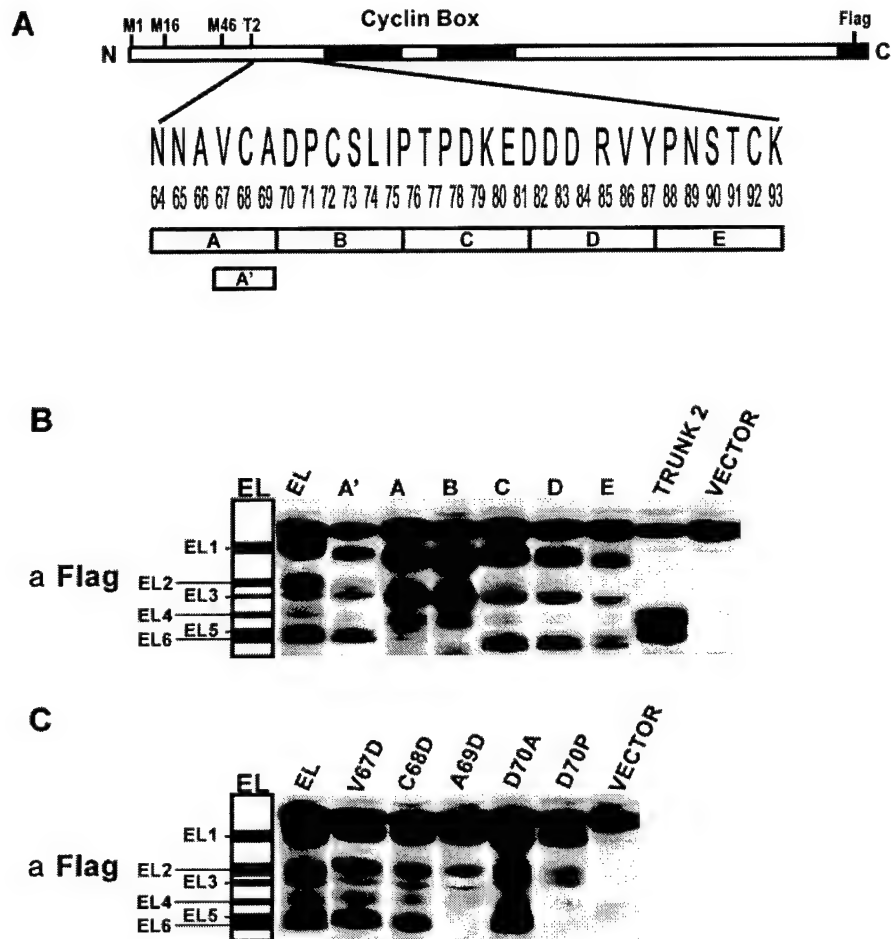 A
Cyclin Box
M1 M16 M46 T2 Flag
N C
NNAVCADPCSLIPTPDKEDDDRVYPNSTCK
64 65 66 67 68 69 70 71 72 73 74 75 76 77 78 79 80 81 82 83 84 85 86 87 88 89 90 91 92 93
A B C D E
A'
B
EL EL A' A B C D E TRUNK 2 VECTOR
EL1
a Flag
EL2
EL3
EL4
EL5
EL6
C
EL EL V67D C68D A69D D70A D70P VECTOR
EL1
a Flag
EL2
EL3
EL4
EL5
EL6